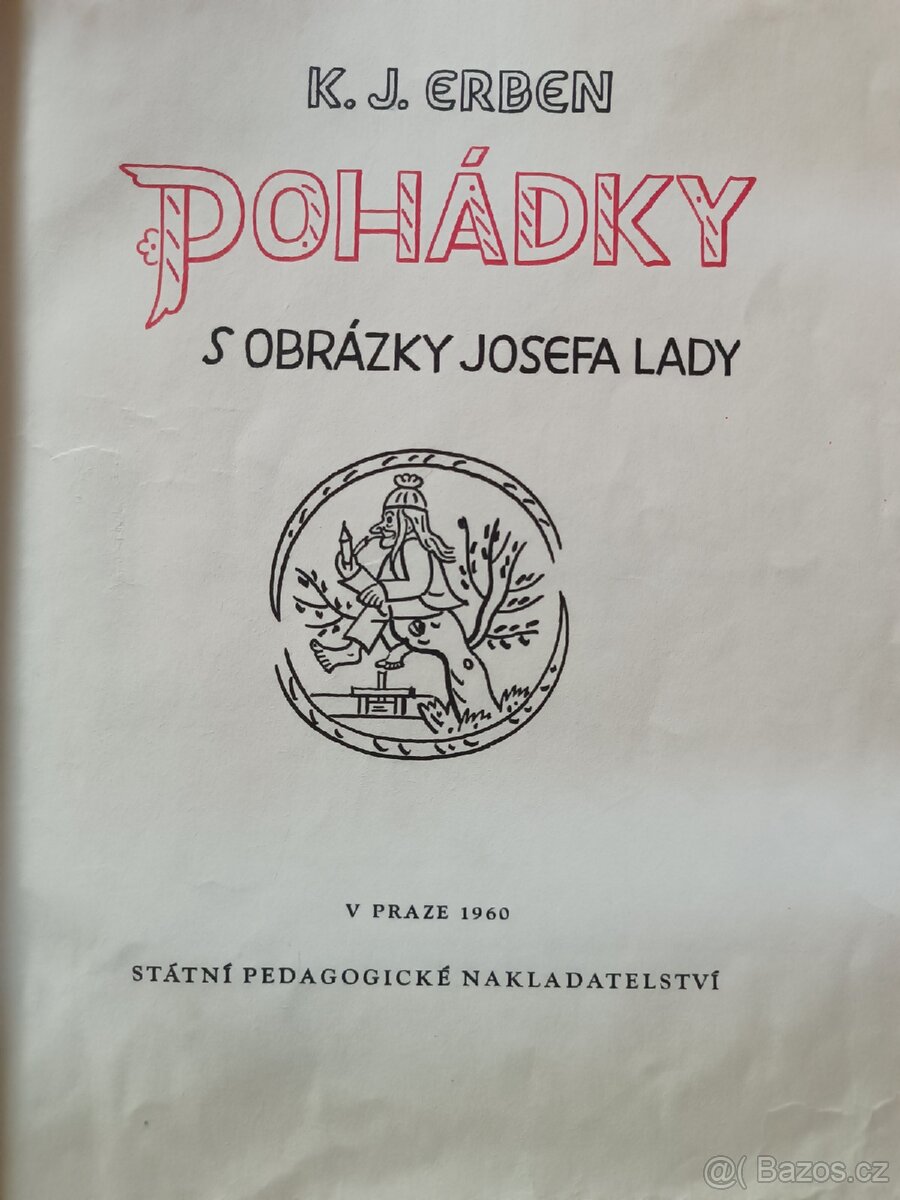 K. J. ERBEN
POHÁDKY
S OBRÁZKY JOSEFA LADY
V PRAZE 1960
STÁTNÍ PEDAGOGICKÉ NAKLADATELSTVÍ
@( Bazos.cz